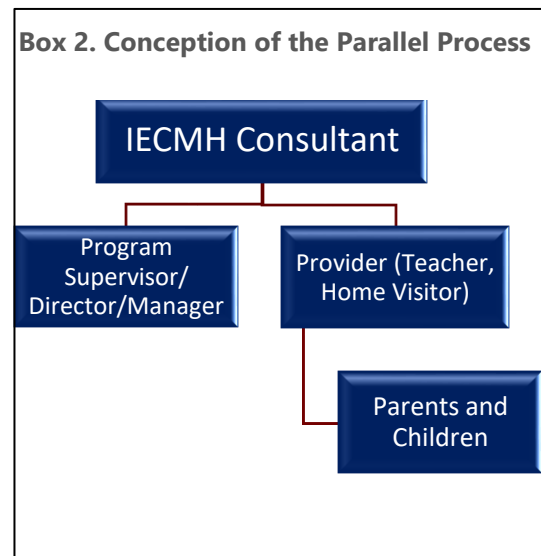 Box 2. Conception of the Parallel Process
IECMH Consultant
Program
Supervisor/
Director/Manager
Provider (Teacher,
Home Visitor)
Parents and
Children